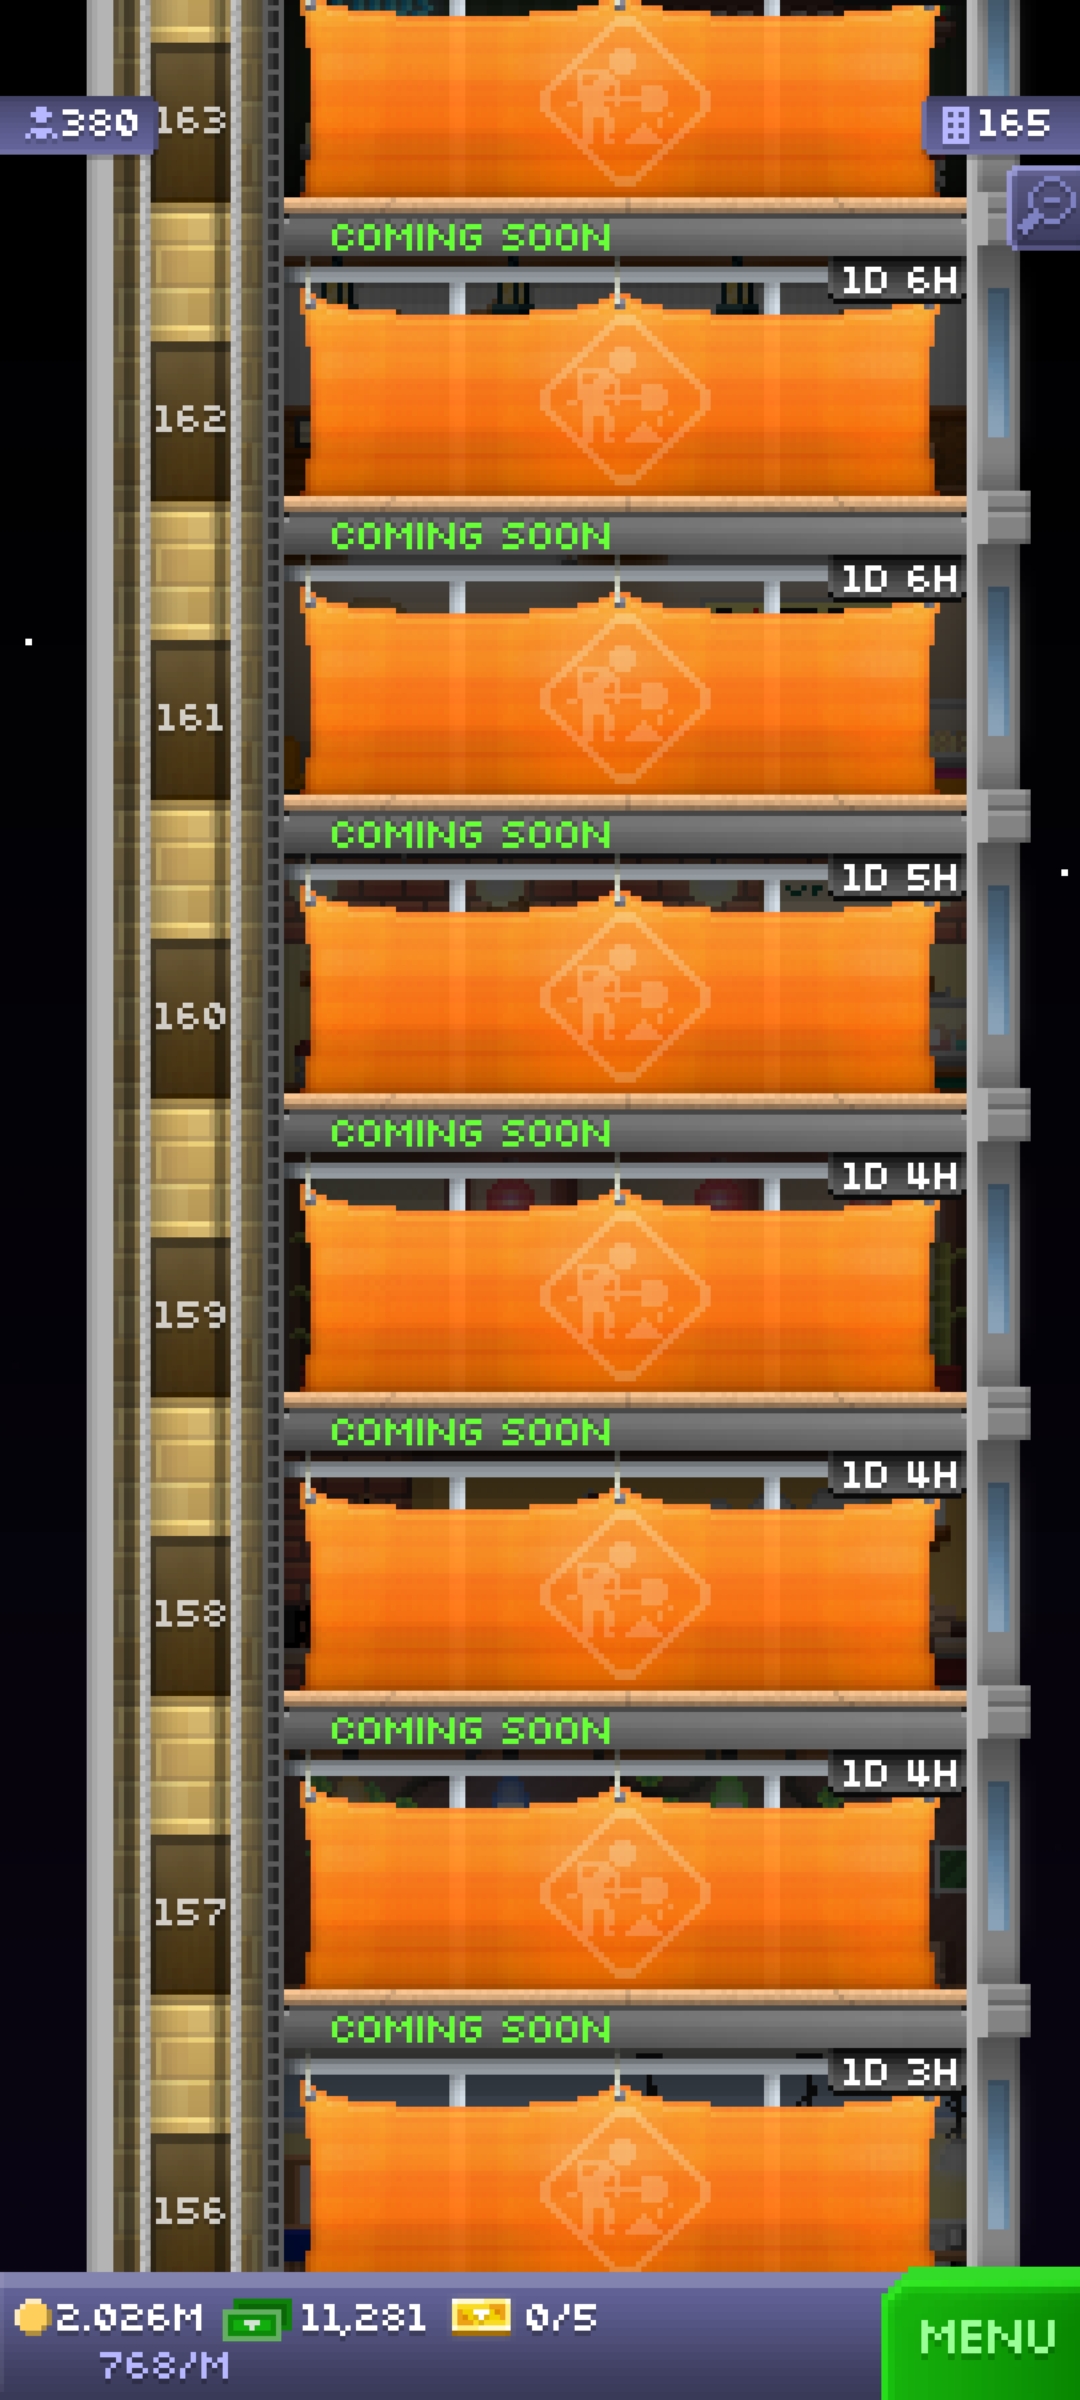 163
380
165
COMING SOON
1D 6H
162
COMING SOON
1D 6H
161
COMING SOON
1D 5H
160
COMING SOON
1D 4H
159
COMING SOON
1D 4H
158
COMING SOON
1D 4H
157
COMING SOON
1D 3H
156
2.026M 11,281 0/5
768/M
MENU